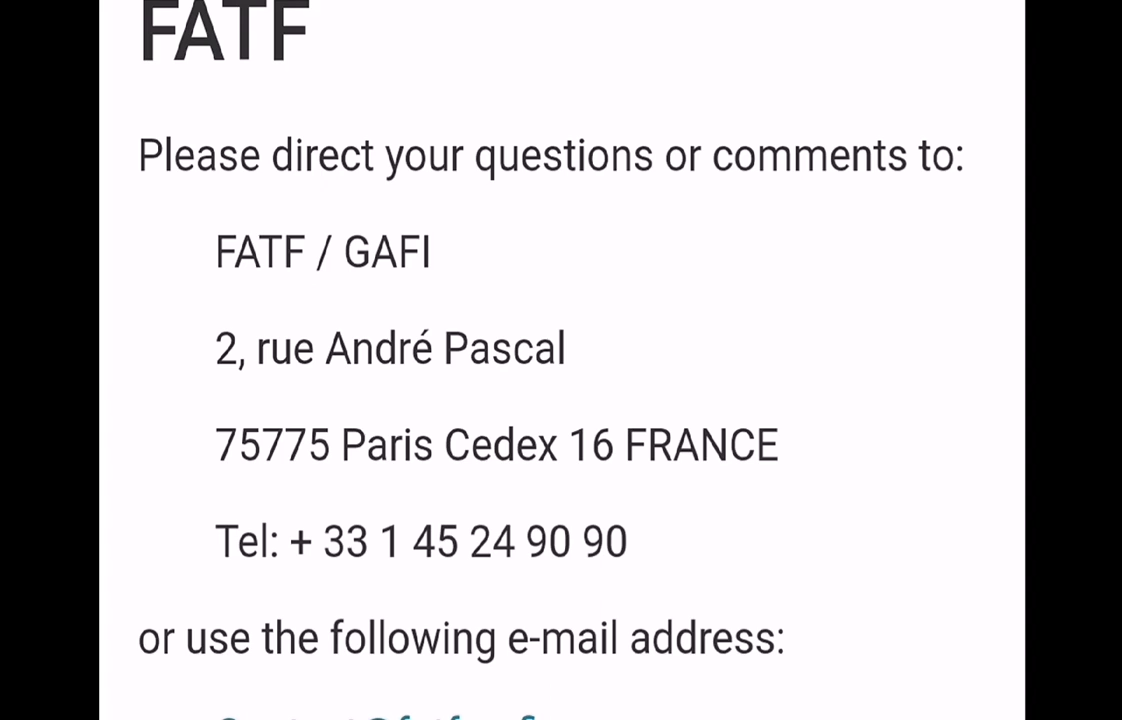 FATF
Please direct your questions or comments to:
FATF / GAFI
2, rue André Pascal
75775 Paris Cedex 16 FRANCE
Tel: + 33 1 45 24 90 90
or use the following e-mail address: